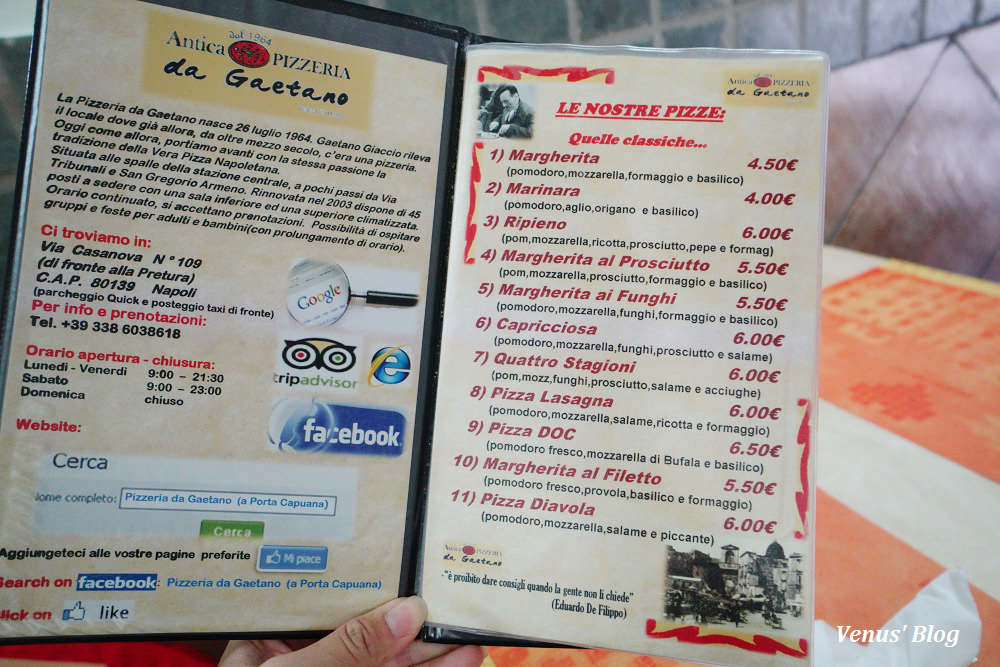 dal 1964
Antica PIZZERIA
da Gaetano
La Pizzeria da Gaetano nasce 26 luglio 1964, Gaetano Giaccio rileva
il locale dove già allora, da oltre mezzo secolo, c'era una pizzeria.
Oggi come allora, portiamo avanti con la stessa passione la
tradizione della Vera Pizza Napoletana.
Situata alle spalle della stazione centrale, a pochi passi da Via
Tribunali e San Gregorio Armeno. Rinnovata nel 2003 dispone di 45
posti a sedere con una sala inferiore ed una superiore climatizzata.
Orario continuato, si accettano prenotazioni. Possibilità di ospitare
gruppi e feste per adulti e bambini(con prolungamento di orario).
Ci troviamo in:
Via Casanova N°109
(di fronte alla Pretura)
C.A.P. 80139 Napoli
(parcheggio Quick e posteggio taxi di fronte)
Per info e prenotazioni:
Tel. +39 338 6038618
Google
Orario apertura - chiusura:
Lunedi - Venerdi 9:00 - 21:30
Sabato 9:00 - 23:00
Domenica chiuso
tripadvisor
facebook
Website:
Cerca
Nome completo: Pizzeria da Gaetano (a Porta Capuana)
Cerca
Aggiungeteci alle vostre pagine preferite Mi piace
Search on facebook: Pizzeria da Gaetano (a Porta Capuana)
click on like
Antica PIZZERIA
da Gaetano
LE NOSTRE PIZZE:
Quelle classiche...
1) Margherita 4.50€
(pomodoro,mozzarella,formaggio e basilico)
2) Marinara 4.00€
(pomodoro,aglio,origano e basilico)
3) Ripieno 6.00€
(pom,mozzarella,ricotta,prosciutto,pepe e formag)
4) Margherita al Prosciutto 5.50€
(pom,mozzarella,prosciutto,formaggio e basilico)
5) Margherita ai Funghi 5.50€
(pomodoro,mozzarella,funghi,formaggio e basilico)
6) Capricciosa 6.00€
(pomodoro,mozzarella,funghi,prosciutto e salame)
7) Quattro Stagioni 6.00€
(pom,mozz,funghi,prosciutto,salame e acciughe)
8) Pizza Lasagna 6.00€
(pomodoro,mozzarella,salame,ricotta e formaggio)
9) Pizza DOC 6.50€
(pomodoro fresco,mozzarella di Bufala e basilico)
10) Margherita al Filetto 5.50€
(pomodoro fresco,provola,basilico e formaggio)
11) Pizza Diavola 6.00€
(pomodoro,mozzarella,salame e piccante)
Antica PIZZERIA
da Gaetano
-"è proibito dare consigli quando la gente non li chiede"
(Eduardo De Filippo)
Venus' Blog